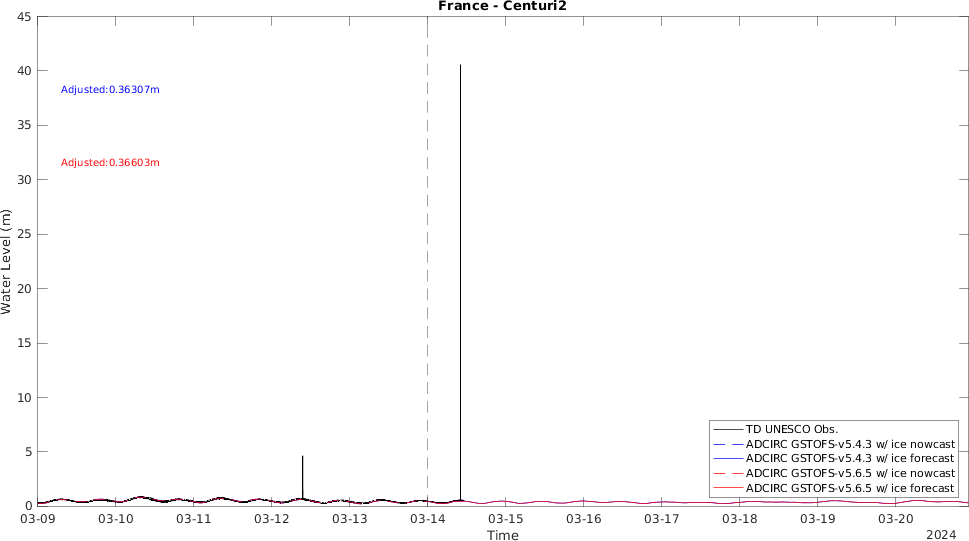 France - Centuri2
45
40
35
30
25
20
15
10
5
0
Water Level (m)
Adjusted:0.36307m
Adjusted:0.36603m
TD UNESCO Obs.
ADCIRC GSTOFS-v5.4.3 w/ ice nowcast
ADCIRC GSTOFS-v5.4.3 w/ ice forecast
ADCIRC GSTOFS-v5.6.5 w/ ice nowcast
ADCIRC GSTOFS-v5.6.5 w/ ice forecast
03-09 03-10 03-11 03-12 03-13 03-14 03-15 03-16 03-17 03-18 03-19 03-20
Time
2024